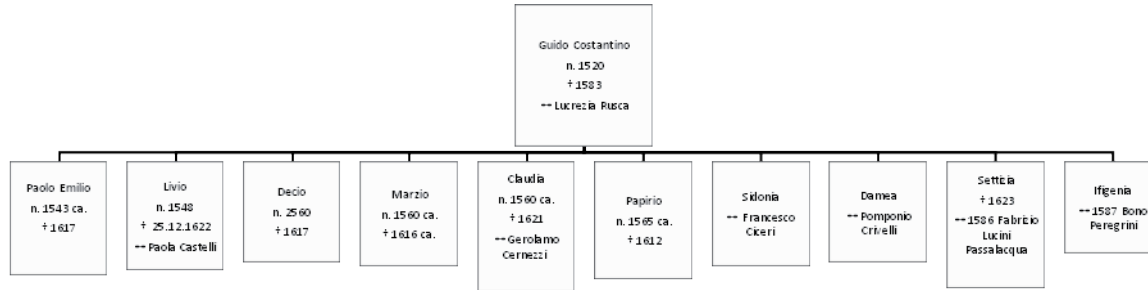 Guido Costantino
n. 1520
† 1583
↔ Lucrezia Rusca
Paolo Emilio
n. 1543 ca.
† 1617
Livio
n. 1548
† 25.12.1622
↔ Paola Castelli
Decio
n. 2560
† 1617
Marzio
n. 1560 ca.
† 1616 ca.
Claudia
n. 1560 ca.
† 1621
↔ Gerolamo
Cernezzi
Papirio
n. 1565 ca.
† 1612
Sidonia
↔ Francesco
Ciceri
Damea
↔ Pomponio
Crivelli
Settizia
† 1623
↔ 1586 Fabrizio
Lucini
Passalacqua
Ifigenia
↔ 1587 Bono
Peregrini